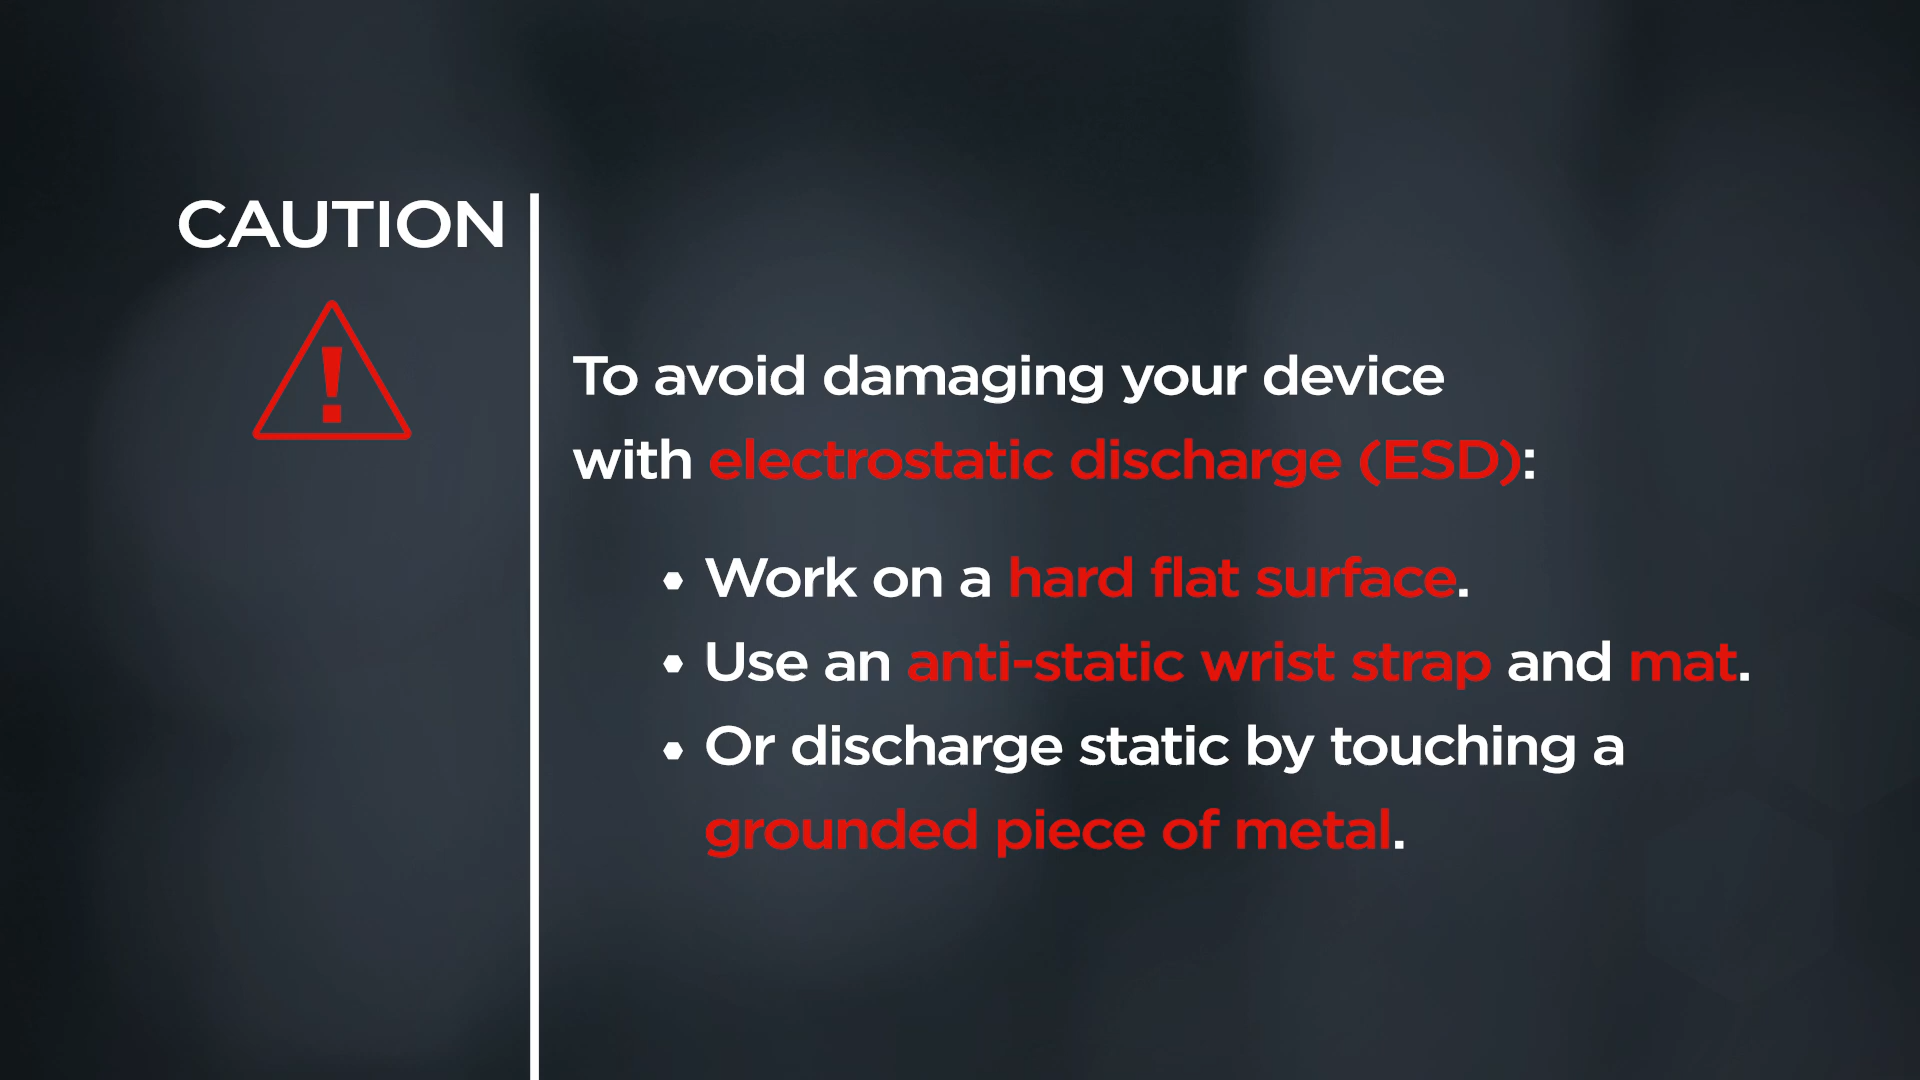 CAUTION
!
To avoid damaging your device
with electrostatic discharge (ESD):
• Work on a hard flat surface.
• Use an anti-static wrist strap and mat.
• Or discharge static by touching a
grounded piece of metal.